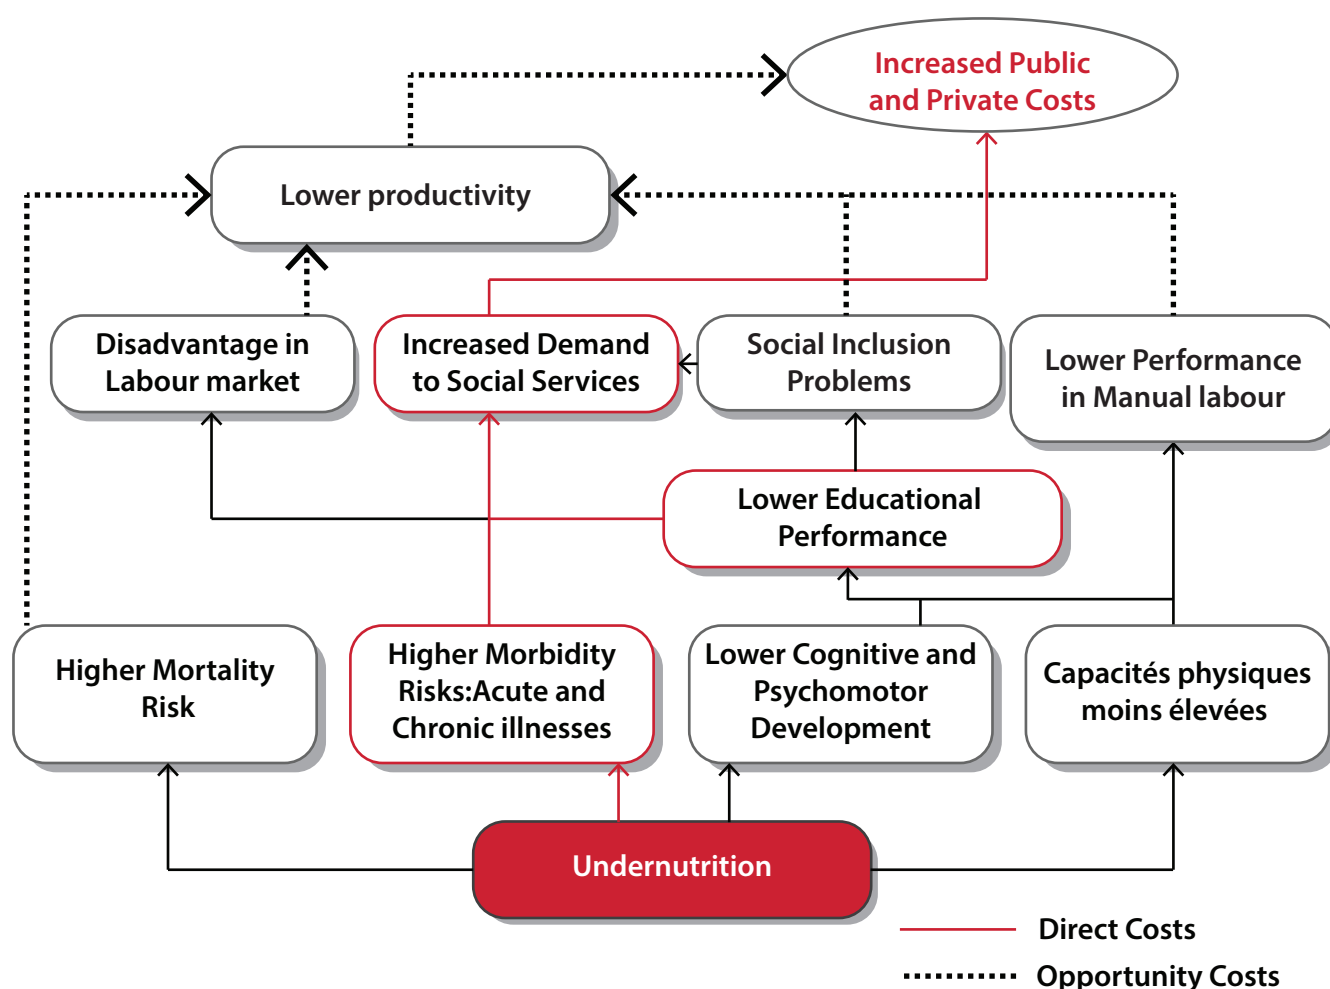 Increased Public
and Private Costs
Lower productivity
Disadvantage in
Labour market
Increased Demand
to Social Services
Social Inclusion
Problems
Lower Performance
in Manual labour
Lower Educational
Performance
Higher Mortality
Risk
Higher Morbidity
Risks:Acute and
Chronic illnesses
Lower Cognitive and
Psychomotor
Development
Capacités physiques
moins élevées
Undernutrition
Direct Costs
Opportunity Costs